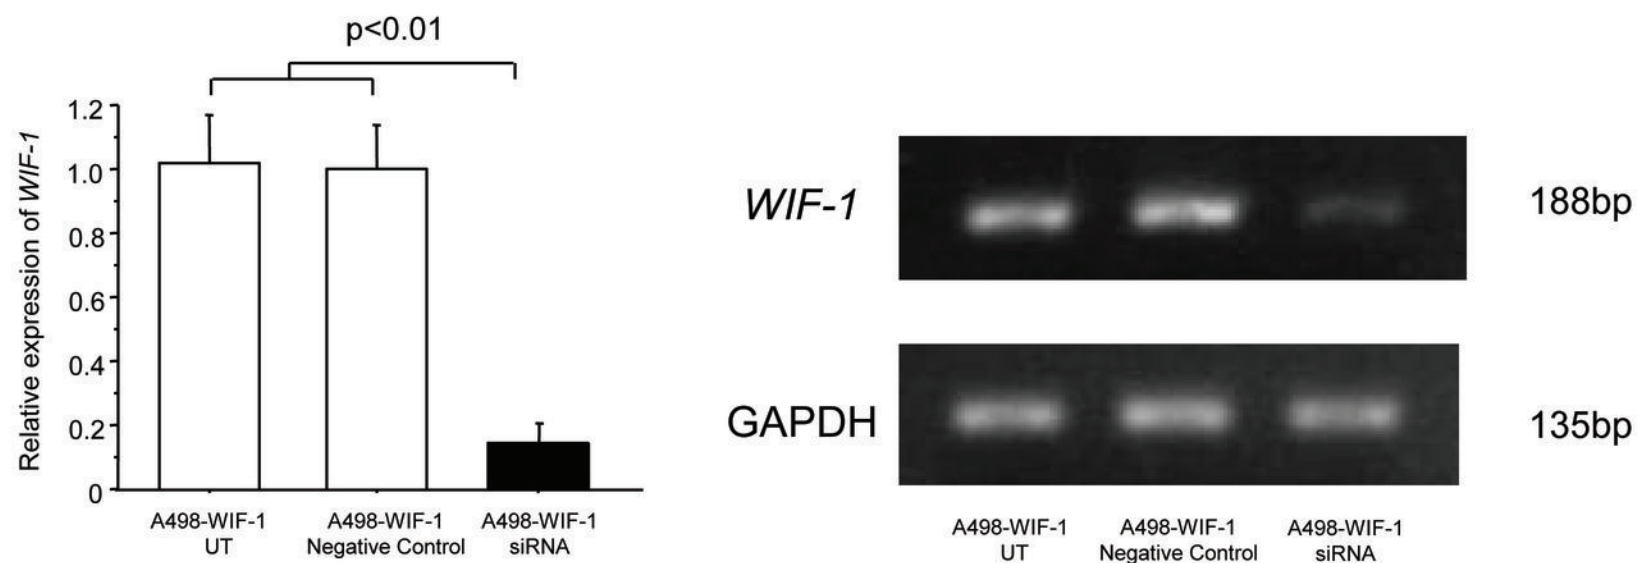 p<0.01
Relative expression of WIF-1
1.2
1.0
0.8
0.6
0.4
0.2
0
A498-WIF-1
UT
A498-WIF-1
Negative Control
A498-WIF-1
siRNA
WIF-1
188bp
GAPDH
135bp
A498-WIF-1
UT
A498-WIF-1
Negative Control
A498-WIF-1
siRNA